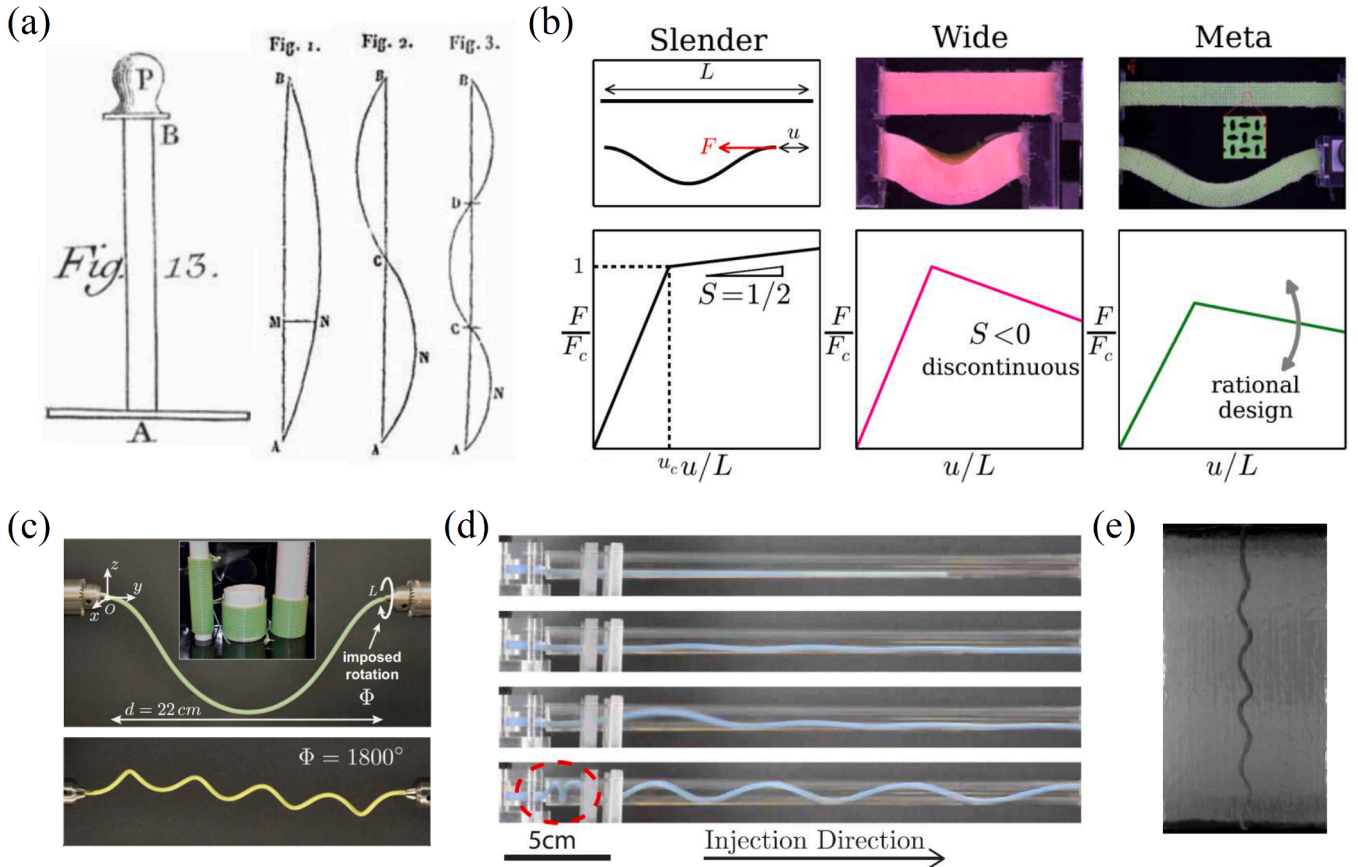 (a)
P
B
Fig. 13.
A
Fig. 1.
B
M N
A
Fig. 2.
B
C
N
A
Fig. 3.
B
D
C
N
A
(b)
Slender
L
F
u
1
F/F_c
S=1/2
u_c u/L
Wide
F/F_c
S<0
discontinuous
u/L
Meta
F/F_c
rational
design
u/L
(c)
z
y
x
O
L
imposed
rotation
Φ
d = 22 cm
Φ = 1800°
(d)
5cm
Injection Direction
(e)